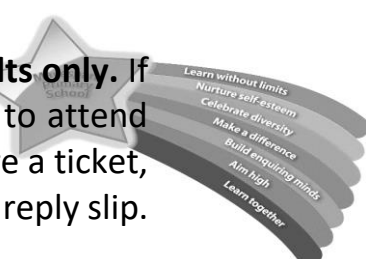 lts only. If
to attend
e a ticket,
reply slip.
Primary
School
Learn without limits
Nurture self-esteem
Celebrate diversity
Make a difference
Build enquiring minds
Aim high
Learn together